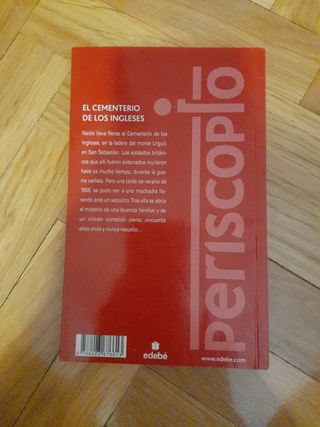 EL CEMENTERIO
DE LOS INGLESES
Nadie lleva flores al Cementerio de los
Ingleses, en la ladera del monte Urgull,
en San Sebastián. Los soldados británi-
cos que allí fueron enterrados murieron
hace ya mucho tiempo, durante la gue-
rra carlista. Pero una tarde de verano de
1956, se pudo ver a una muchacha llo-
rando ante un sepulcro. Tras ella se abría
el misterio de una leyenda familiar y de
un crimen cometido ciento cincuenta
años atrás y nunca resuelto...
periscopio
edebé
www.edebe.com